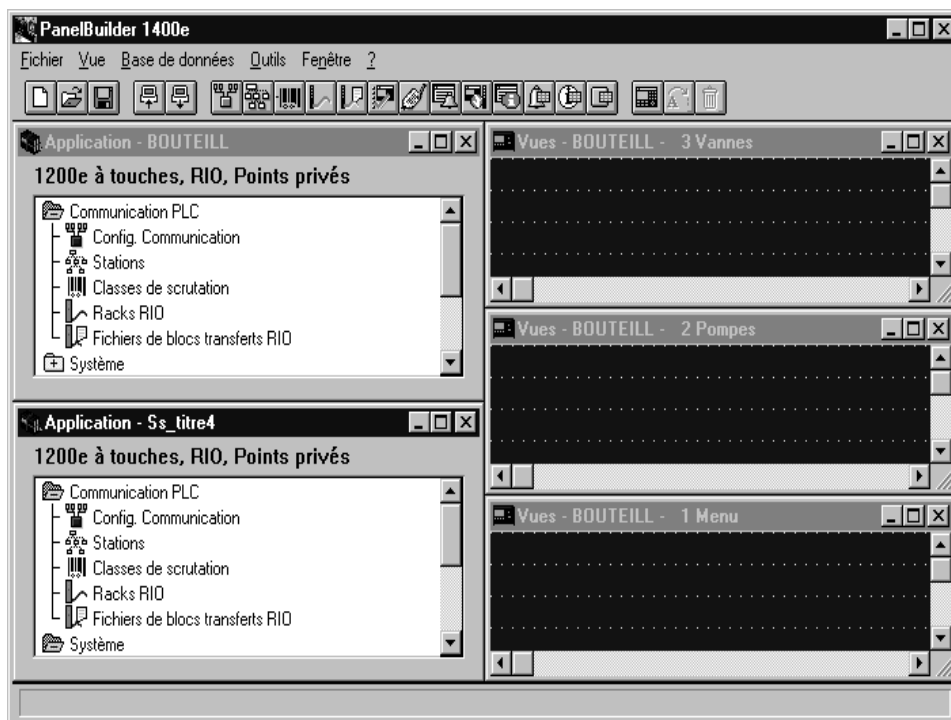 PanelBuilder 1400e
Fichier Vue Base de données Outils Fenêtre ?
Application - BOUTEILL
1200e à touches, RIO, Points privés
Communication PLC
Config. Communication
Stations
Classes de scrutation
Racks RIO
Fichiers de blocs transferts RIO
Système
Application - Ss_titre4
1200e à touches, RIO, Points privés
Communication PLC
Config. Communication
Stations
Classes de scrutation
Racks RIO
Fichiers de blocs transferts RIO
Système
Vues - BOUTEILL - 3 Vannes
Vues - BOUTEILL - 2 Pompes
Vues - BOUTEILL - 1 Menu